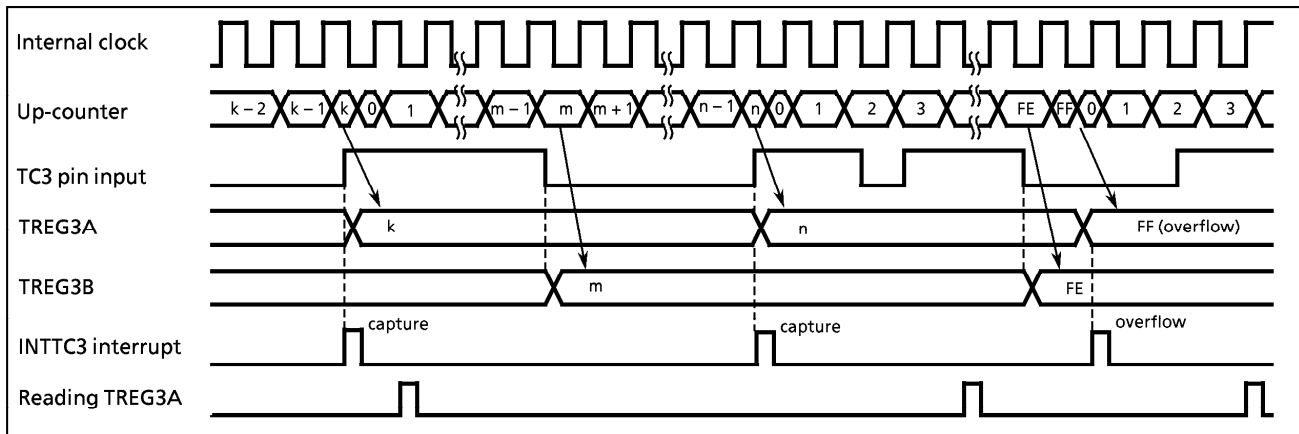 Internal clock
Up-counter
k – 2 k – 1 k 0 1 m – 1 m m + 1 n – 1 n 0 1 2 3 FE FF 0 1 2 3
TC3 pin input
TREG3A
k n FF (overflow)
TREG3B
m FE
capture capture overflow
INTTC3 interrupt
Reading TREG3A